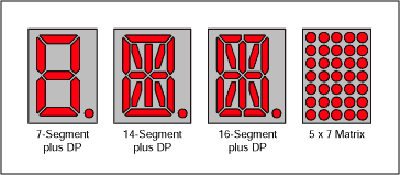 7-Segment
plus DP
14-Segment
plus DP
16-Segment
plus DP
5 x 7 Matrix